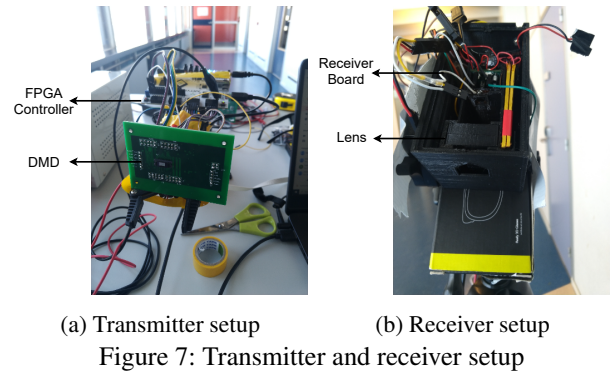 FPGA
Controller
DMD
Receiver
Board
Lens
(a) Transmitter setup
(b) Receiver setup
Figure 7: Transmitter and receiver setup